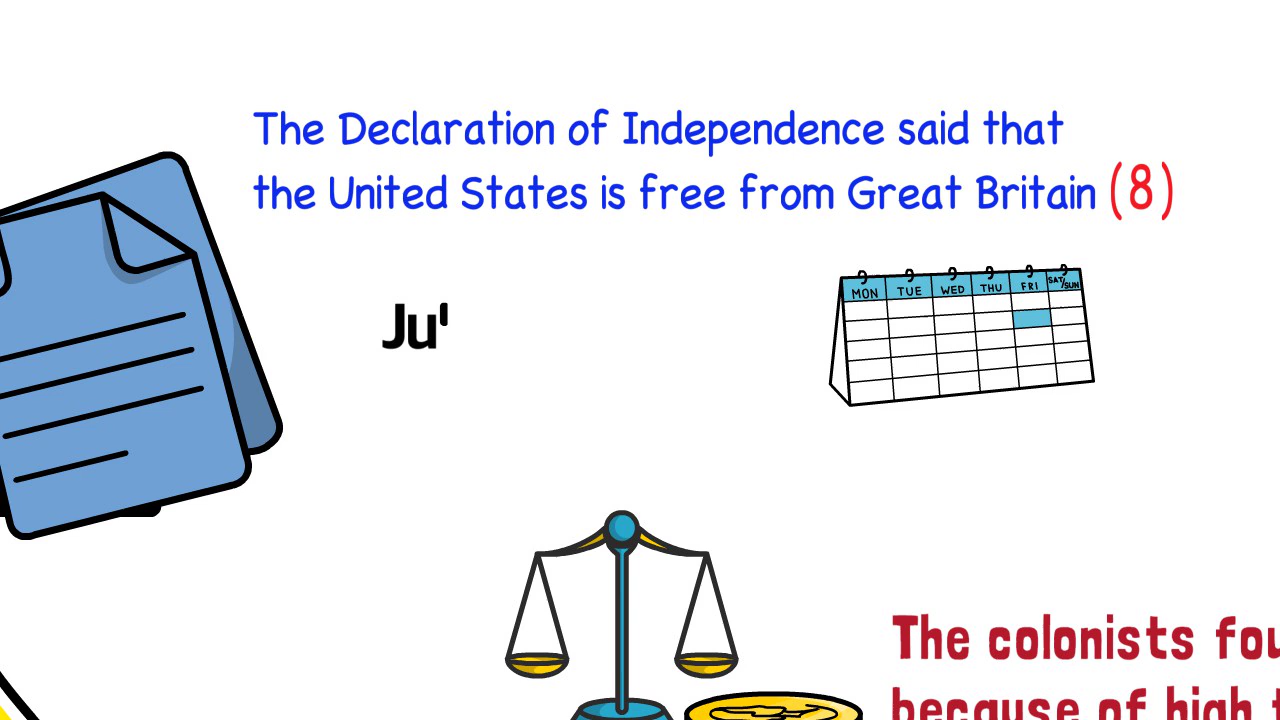 The Declaration of Independence said that
the United States is free from Great Britain (8)
MON TUE WED THU FRI SAT/SUN
Ju
The colonists
because of high